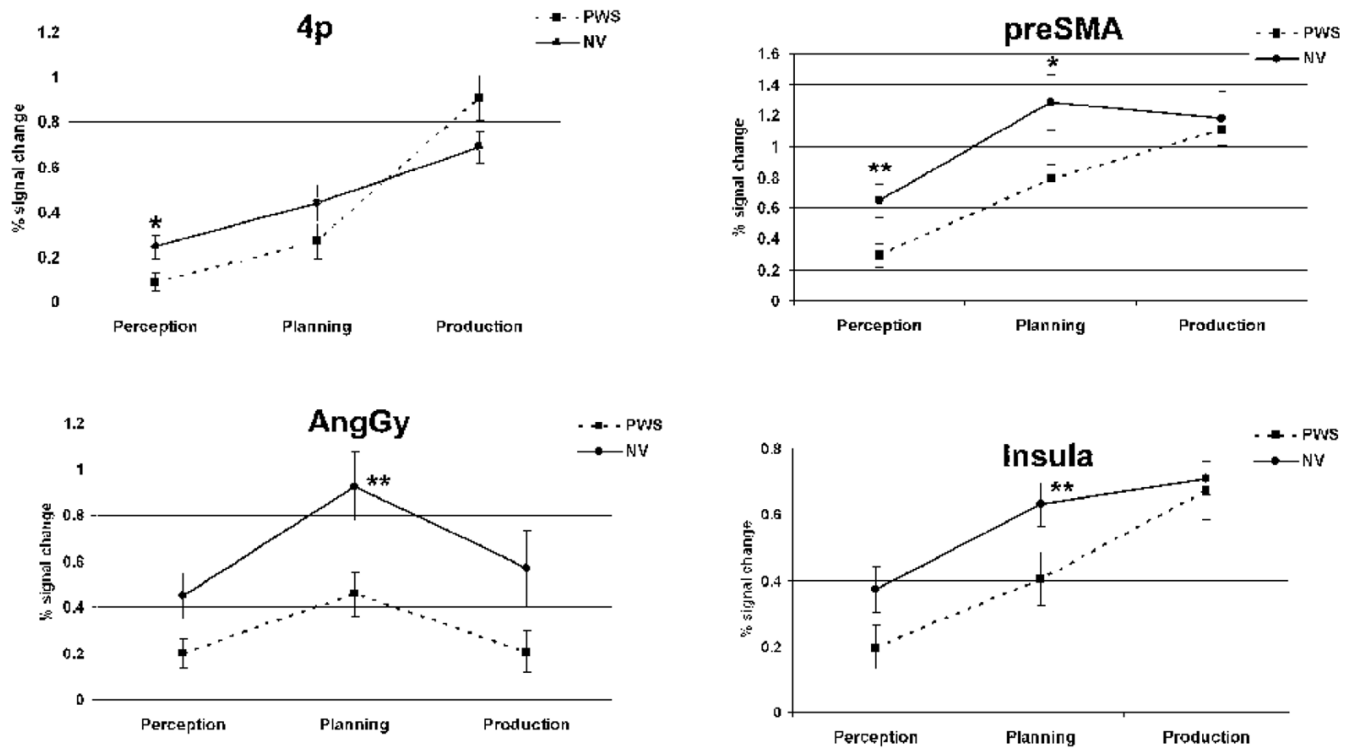 4p
PWS
NV
% signal change
1.2
1
0.8
0.6
0.4
0.2
0
*
Perception
Planning
Production
preSMA
PWS
NV
% signal change
1.6
1.4
1.2
1
0.8
0.6
0.4
0.2
0
**
*
Perception
Planning
Production
AngGy
PWS
NV
% signal change
1.2
1
0.8
0.6
0.4
0.2
0
**
Perception
Planning
Production
Insula
PWS
NV
% signal change
0.8
0.6
0.4
0.2
0
**
Perception
Planning
Production